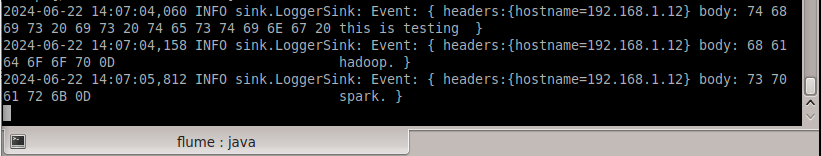 2024-06-22 14:07:04,060 INFO sink.LoggerSink: Event: { headers:{hostname=192.168.1.12} body: 74 68
69 73 20 69 73 20 74 65 73 74 69 6E 67 20 this is testing  }
2024-06-22 14:07:04,158 INFO sink.LoggerSink: Event: { headers:{hostname=192.168.1.12} body: 68 61
64 6F 6F 70 0D                            hadoop. }
2024-06-22 14:07:05,812 INFO sink.LoggerSink: Event: { headers:{hostname=192.168.1.12} body: 73 70
61 72 6B 0D                               spark. }
flume : java